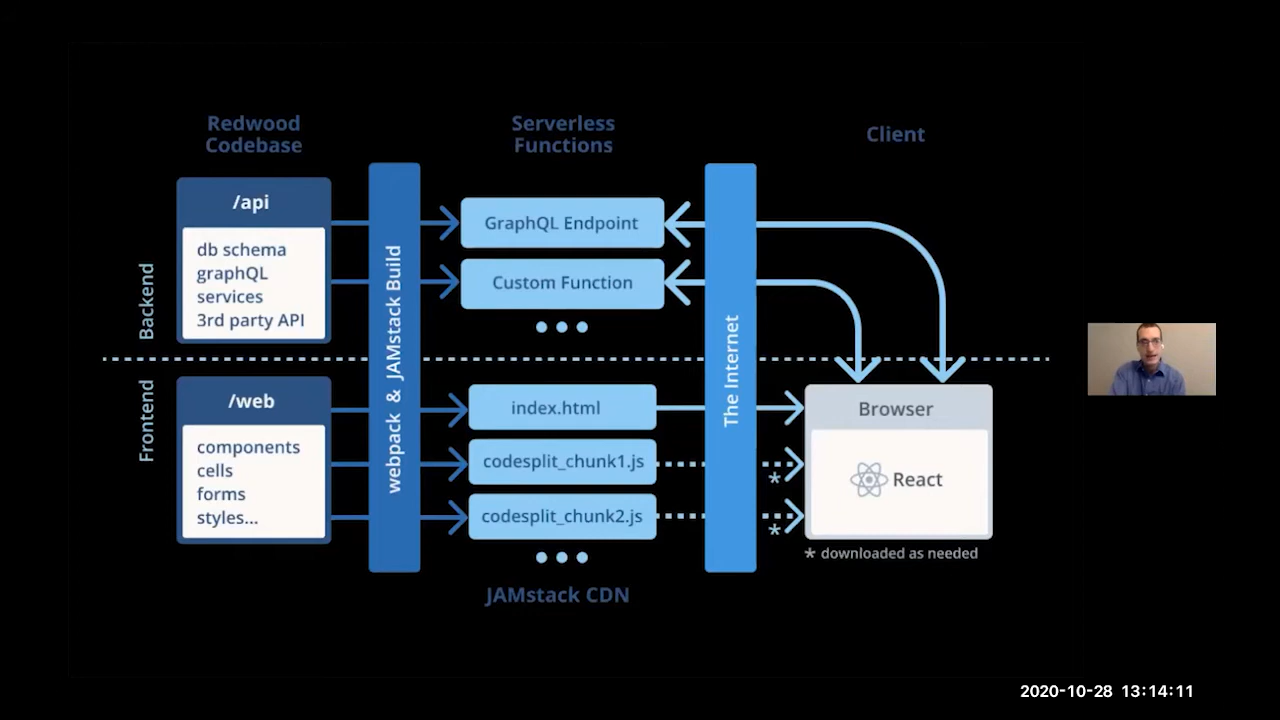 Redwood
Codebase
Serverless
Functions
Client
/api
db schema
graphQL
services
3rd party API
Backend
webpack & JAMstack Build
GraphQL Endpoint
Custom Function
The Internet
Frontend
/web
components
cells
forms
styles...
index.html
codesplit_chunk1.js
codesplit_chunk2.js
*
*
Browser
React
* downloaded as needed
JAMstack CDN
2020-10-28 13:14:11